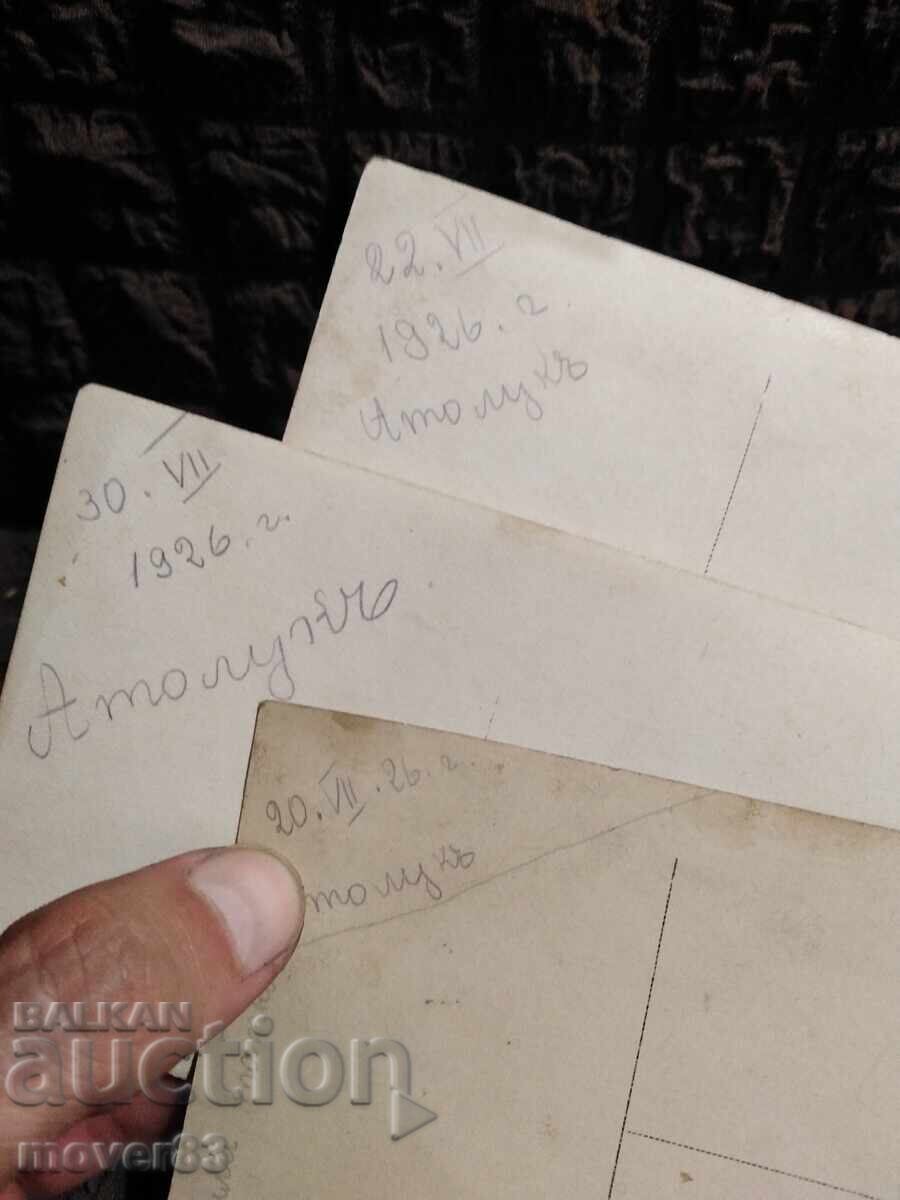 22. VII
1926. г.
Атолукъ
30. VII
1926. г.
Атолукъ.
20. VII. 26. г.
толукъ
BALKAN
auction
mover83